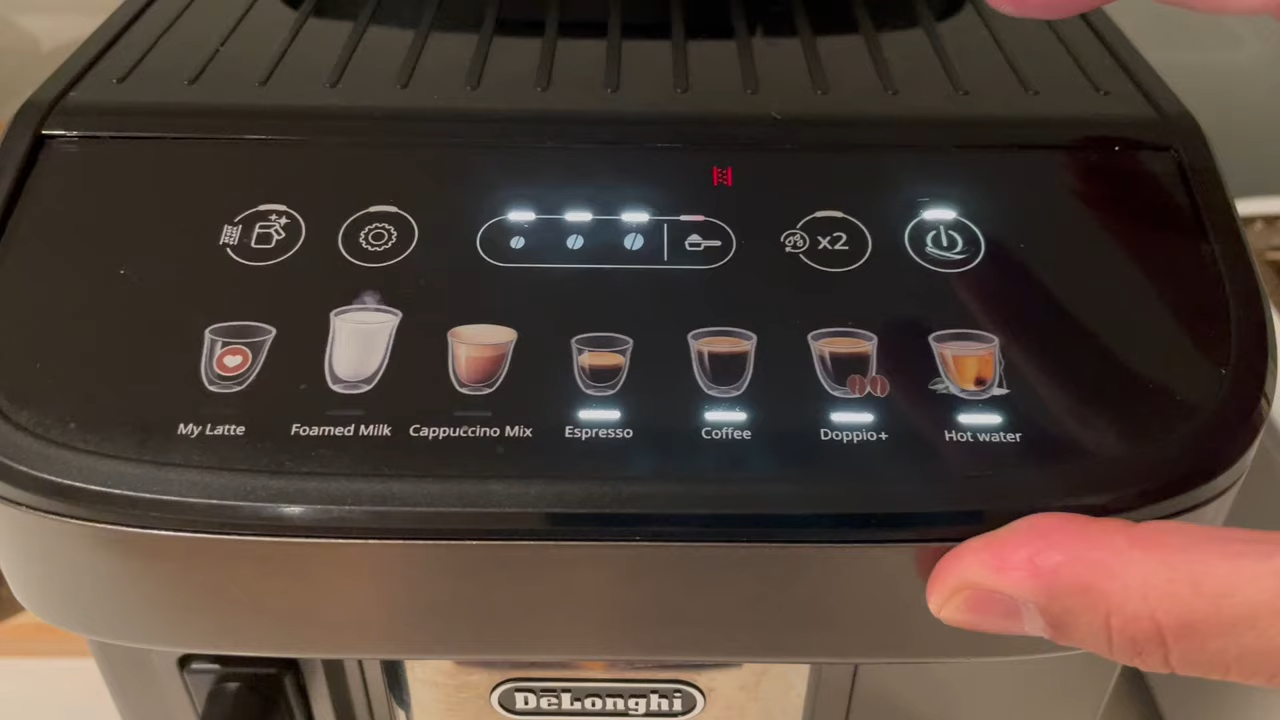 x2
My Latte
Foamed Milk
Cappuccino Mix
Espresso
Coffee
Doppio+
Hot water
DeLonghi